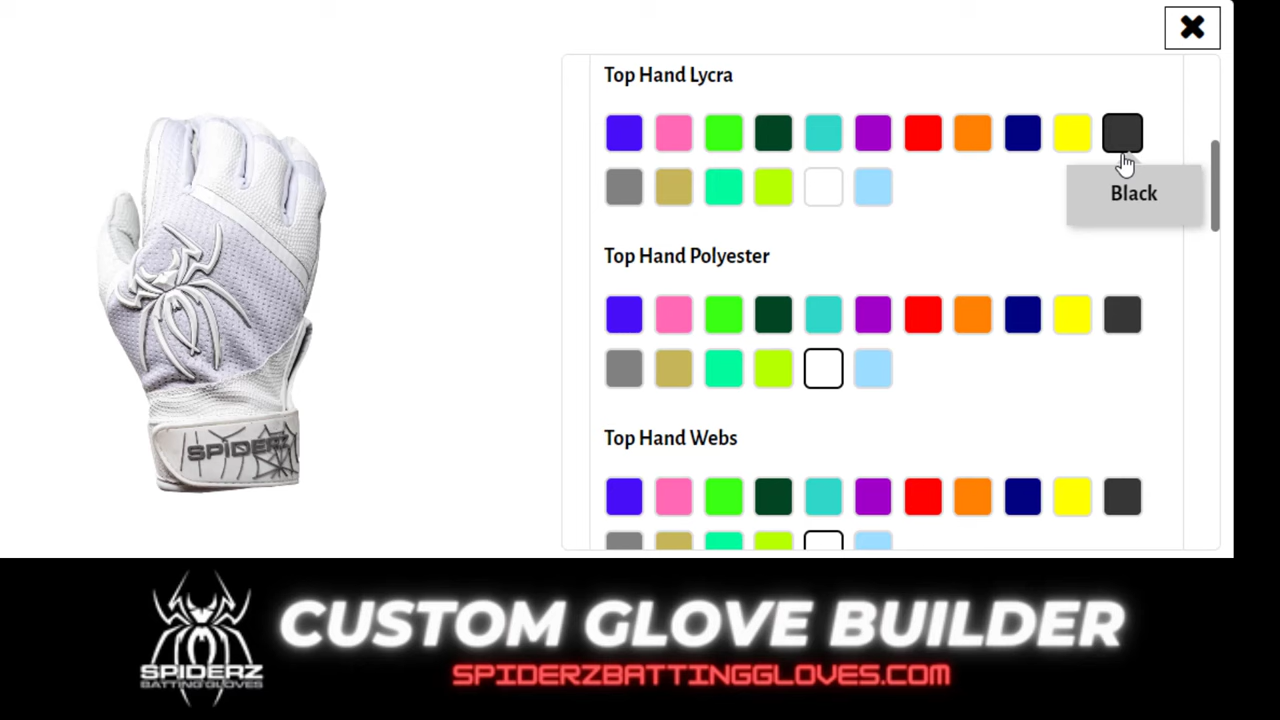 ✖
Top Hand Lycra
Black
Top Hand Polyester
SPiDERZ
Top Hand Webs
CUSTOM GLOVE BUILDER
SPIDERZ
BATTING GLOVES
SPIDERZBATTINGGLOVES.COM